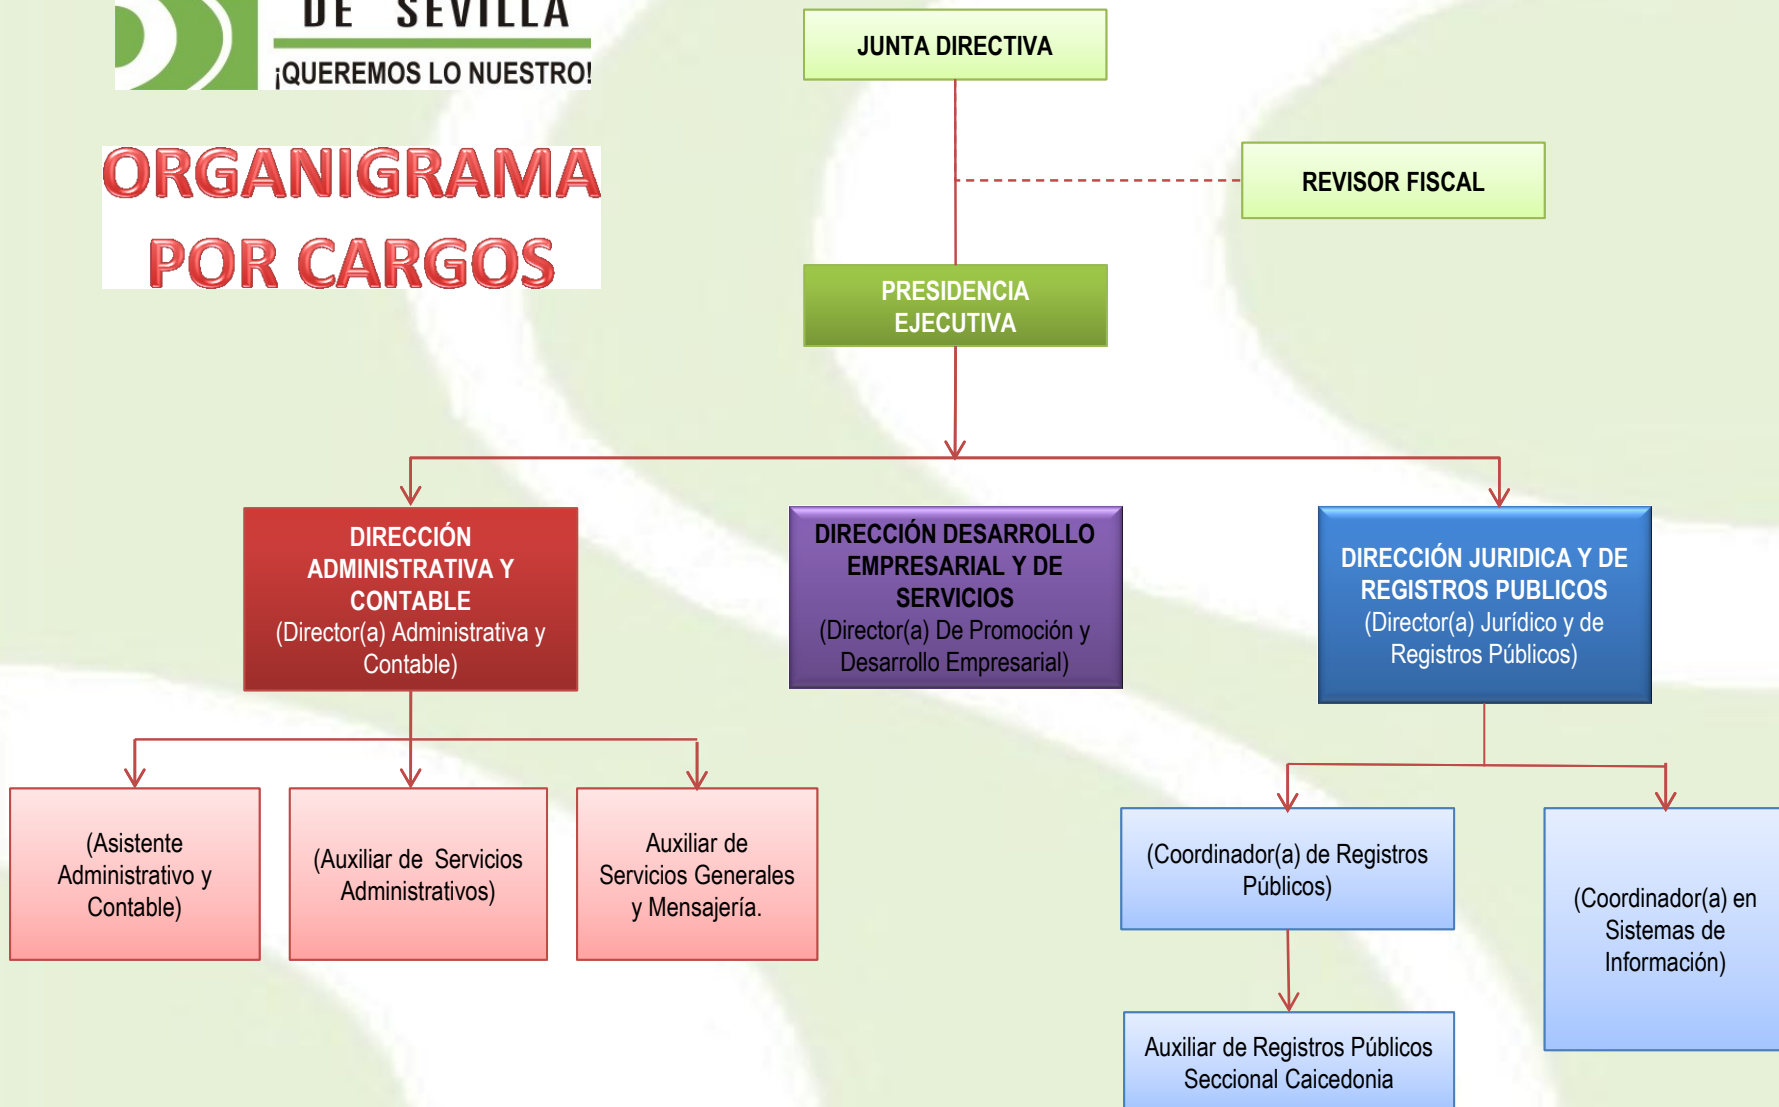 DE SEVILLA
¡QUEREMOS LO NUESTRO!
ORGANIGRAMA
POR CARGOS
JUNTA DIRECTIVA
REVISOR FISCAL
PRESIDENCIA
EJECUTIVA
DIRECCIÓN
ADMINISTRATIVA Y
CONTABLE
(Director(a) Administrativa y
Contable)
DIRECCIÓN DESARROLLO
EMPRESARIAL Y DE
SERVICIOS
(Director(a) De Promoción y
Desarrollo Empresarial)
DIRECCIÓN JURIDICA Y DE
REGISTROS PUBLICOS
(Director(a) Jurídico y de
Registros Públicos)
(Asistente
Administrativo y
Contable)
(Auxiliar de Servicios
Administrativos)
Auxiliar de
Servicios Generales
y Mensajería.
(Coordinador(a) de Registros
Públicos)
(Coordinador(a) en
Sistemas de
Información)
Auxiliar de Registros Públicos
Seccional Caicedonia